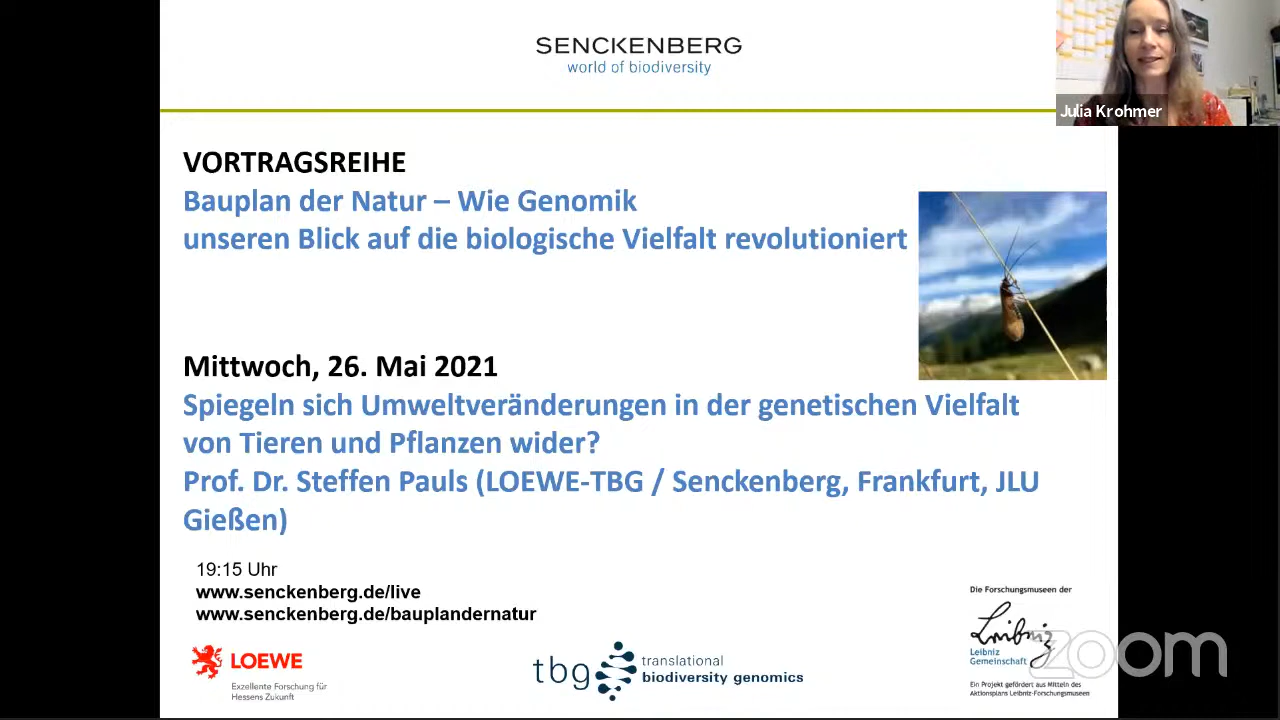 SENCKENBERG
world of biodiversity
Julia Krohmer
VORTRAGSREIHE
Bauplan der Natur – Wie Genomik
unseren Blick auf die biologische Vielfalt revolutioniert
Mittwoch, 26. Mai 2021
Spiegeln sich Umweltveränderungen in der genetischen Vielfalt
von Tieren und Pflanzen wider?
Prof. Dr. Steffen Pauls (LOEWE-TBG / Senckenberg, Frankfurt, JLU
Gießen)
19:15 Uhr
www.senckenberg.de/live
www.senckenberg.de/bauplandernatur
LOEWE
Exzellente Forschung für
Hessens Zukunft
tbg translational
biodiversity genomics
Die Forschungsmuseen der
Leibniz
Leibniz
Gemeinschaft
Ein Projekt gefördert aus Mitteln des
Aktionsplans Leibniz-Forschungsmuseen
zoom